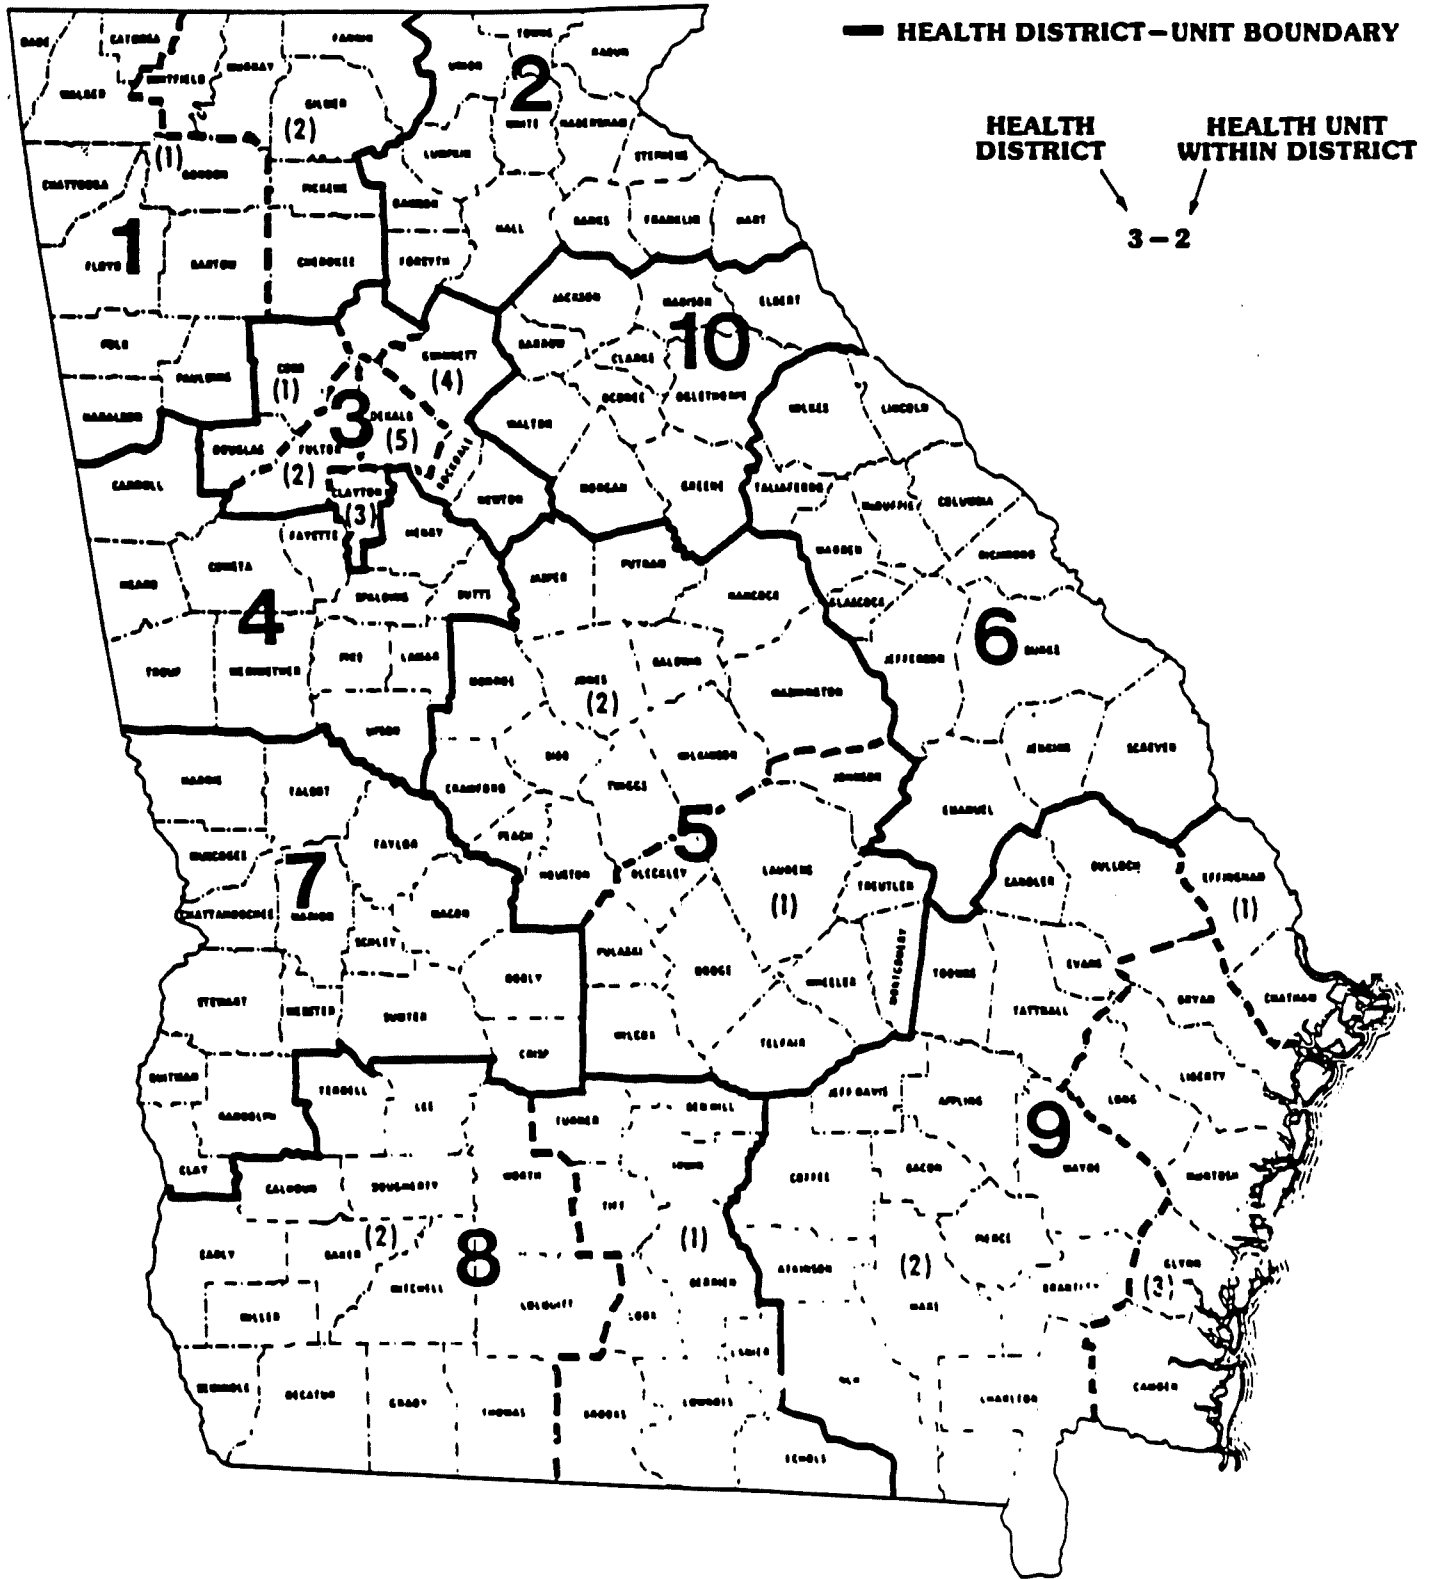 HEALTH DISTRICT–UNIT BOUNDARY
HEALTH DISTRICT
HEALTH UNIT WITHIN DISTRICT
3–2
DADE
CATOOSA
WHITFIELD
MURRAY
FANNIN
UNION
TOWNS
RABUN
2
WALKER
GILMER
(2)
WHITE
HABERSHAM
LUMPKIN
STEPHENS
(1)
GORDON
CHATTOOGA
PICKENS
DAWSON
HALL
BANKS
FRANKLIN
HART
1
FLOYD
BARTOW
CHEROKEE
FORSYTH
JACKSON
MADISON
ELBERT
10
POLK
PAULDING
COBB
(1)
GWINNETT
(4)
BARROW
CLARKE
OCONEE
OGLETHORPE
WILKES
LINCOLN
HARALSON
3
DEKALB
(5)
WALTON
DOUGLAS
FULTON
(2)
ROCKDALE
CARROLL
CLAYTON
(3)
NEWTON
MORGAN
GREENE
TALIAFERRO
McDUFFIE
COLUMBIA
FAYETTE
HENRY
WARREN
RICHMOND
HEARD
COWETA
SPALDING
BUTTS
JASPER
PUTNAM
HANCOCK
GLASCOCK
4
6
TROUP
MERIWETHER
PIKE
LAMAR
MONROE
JONES
(2)
BALDWIN
WASHINGTON
JEFFERSON
BURKE
UPSON
BIBB
WILKINSON
JENKINS
SCREVEN
HARRIS
TALBOT
CRAWFORD
TWIGGS
JOHNSON
EMANUEL
5
MUSCOGEE
TAYLOR
PEACH
7
HOUSTON
BLECKLEY
LAURENS
(1)
TREUTLEN
CANDLER
BULLOCH
EFFINGHAM
(1)
CHATTAHOOCHEE
MARION
MACON
SCHLEY
DOOLY
PULASKI
DODGE
WHEELER
MONTGOMERY
TOOMBS
EVANS
TATTNALL
BRYAN
CHATHAM
STEWART
WEBSTER
SUMTER
CRISP
WILCOX
TELFAIR
QUITMAN
RANDOLPH
TERRELL
LEE
TURNER
BEN HILL
JEFF DAVIS
APPLING
9
LONG
LIBERTY
CLAY
CALHOUN
DOUGHERTY
WORTH
IRWIN
COFFEE
BACON
WAYNE
McINTOSH
TIFT
(2)
8
(1)
EARLY
BAKER
MITCHELL
BERRIEN
ATKINSON
(2)
PIERCE
BRANTLEY
GLYNN
(3)
MILLER
COLQUITT
COOK
WARE
LANIER
SEMINOLE
DECATUR
GRADY
THOMAS
BROOKS
LOWNDES
CHARLTON
CAMDEN
ECHOLS